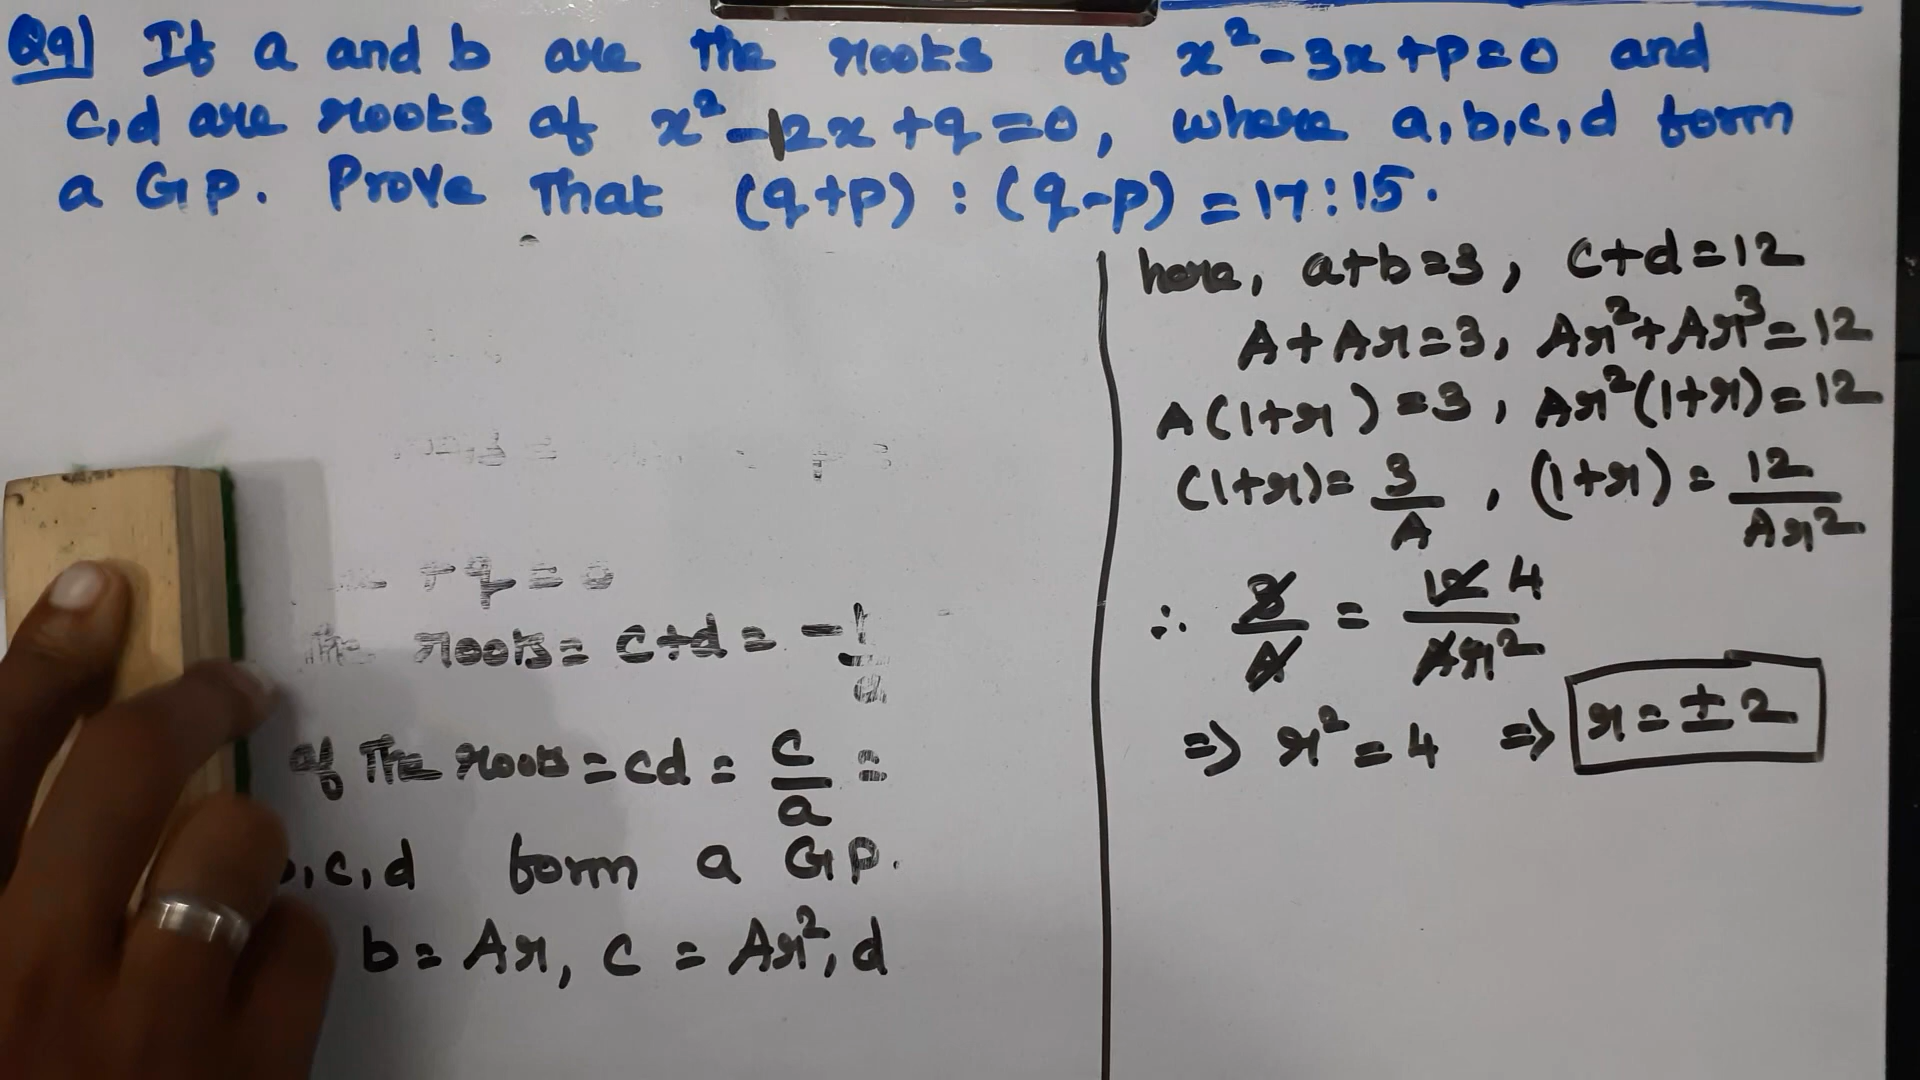 Q9] If a and b are the roots of x²-3x+p=0 and
c,d are roots of x²-12x+q=0, where a,b,c,d form
a GP. Prove That (q+p) : (q-p) = 17:15.
+q=0
The roots = c+d = -
of The roots = cd = c/a =
,c,d form a GP.
b = Ar, c = Ar², d
here, a+b=3, c+d=12
A+Ar=3, Ar²+Ar³=12
A(1+r)=3, Ar²(1+r)=12
(1+r)= 3/A, (1+r) = 12/Ar²
∴ 3/A = 12/Ar² 4
=> r²=4 => r=±2